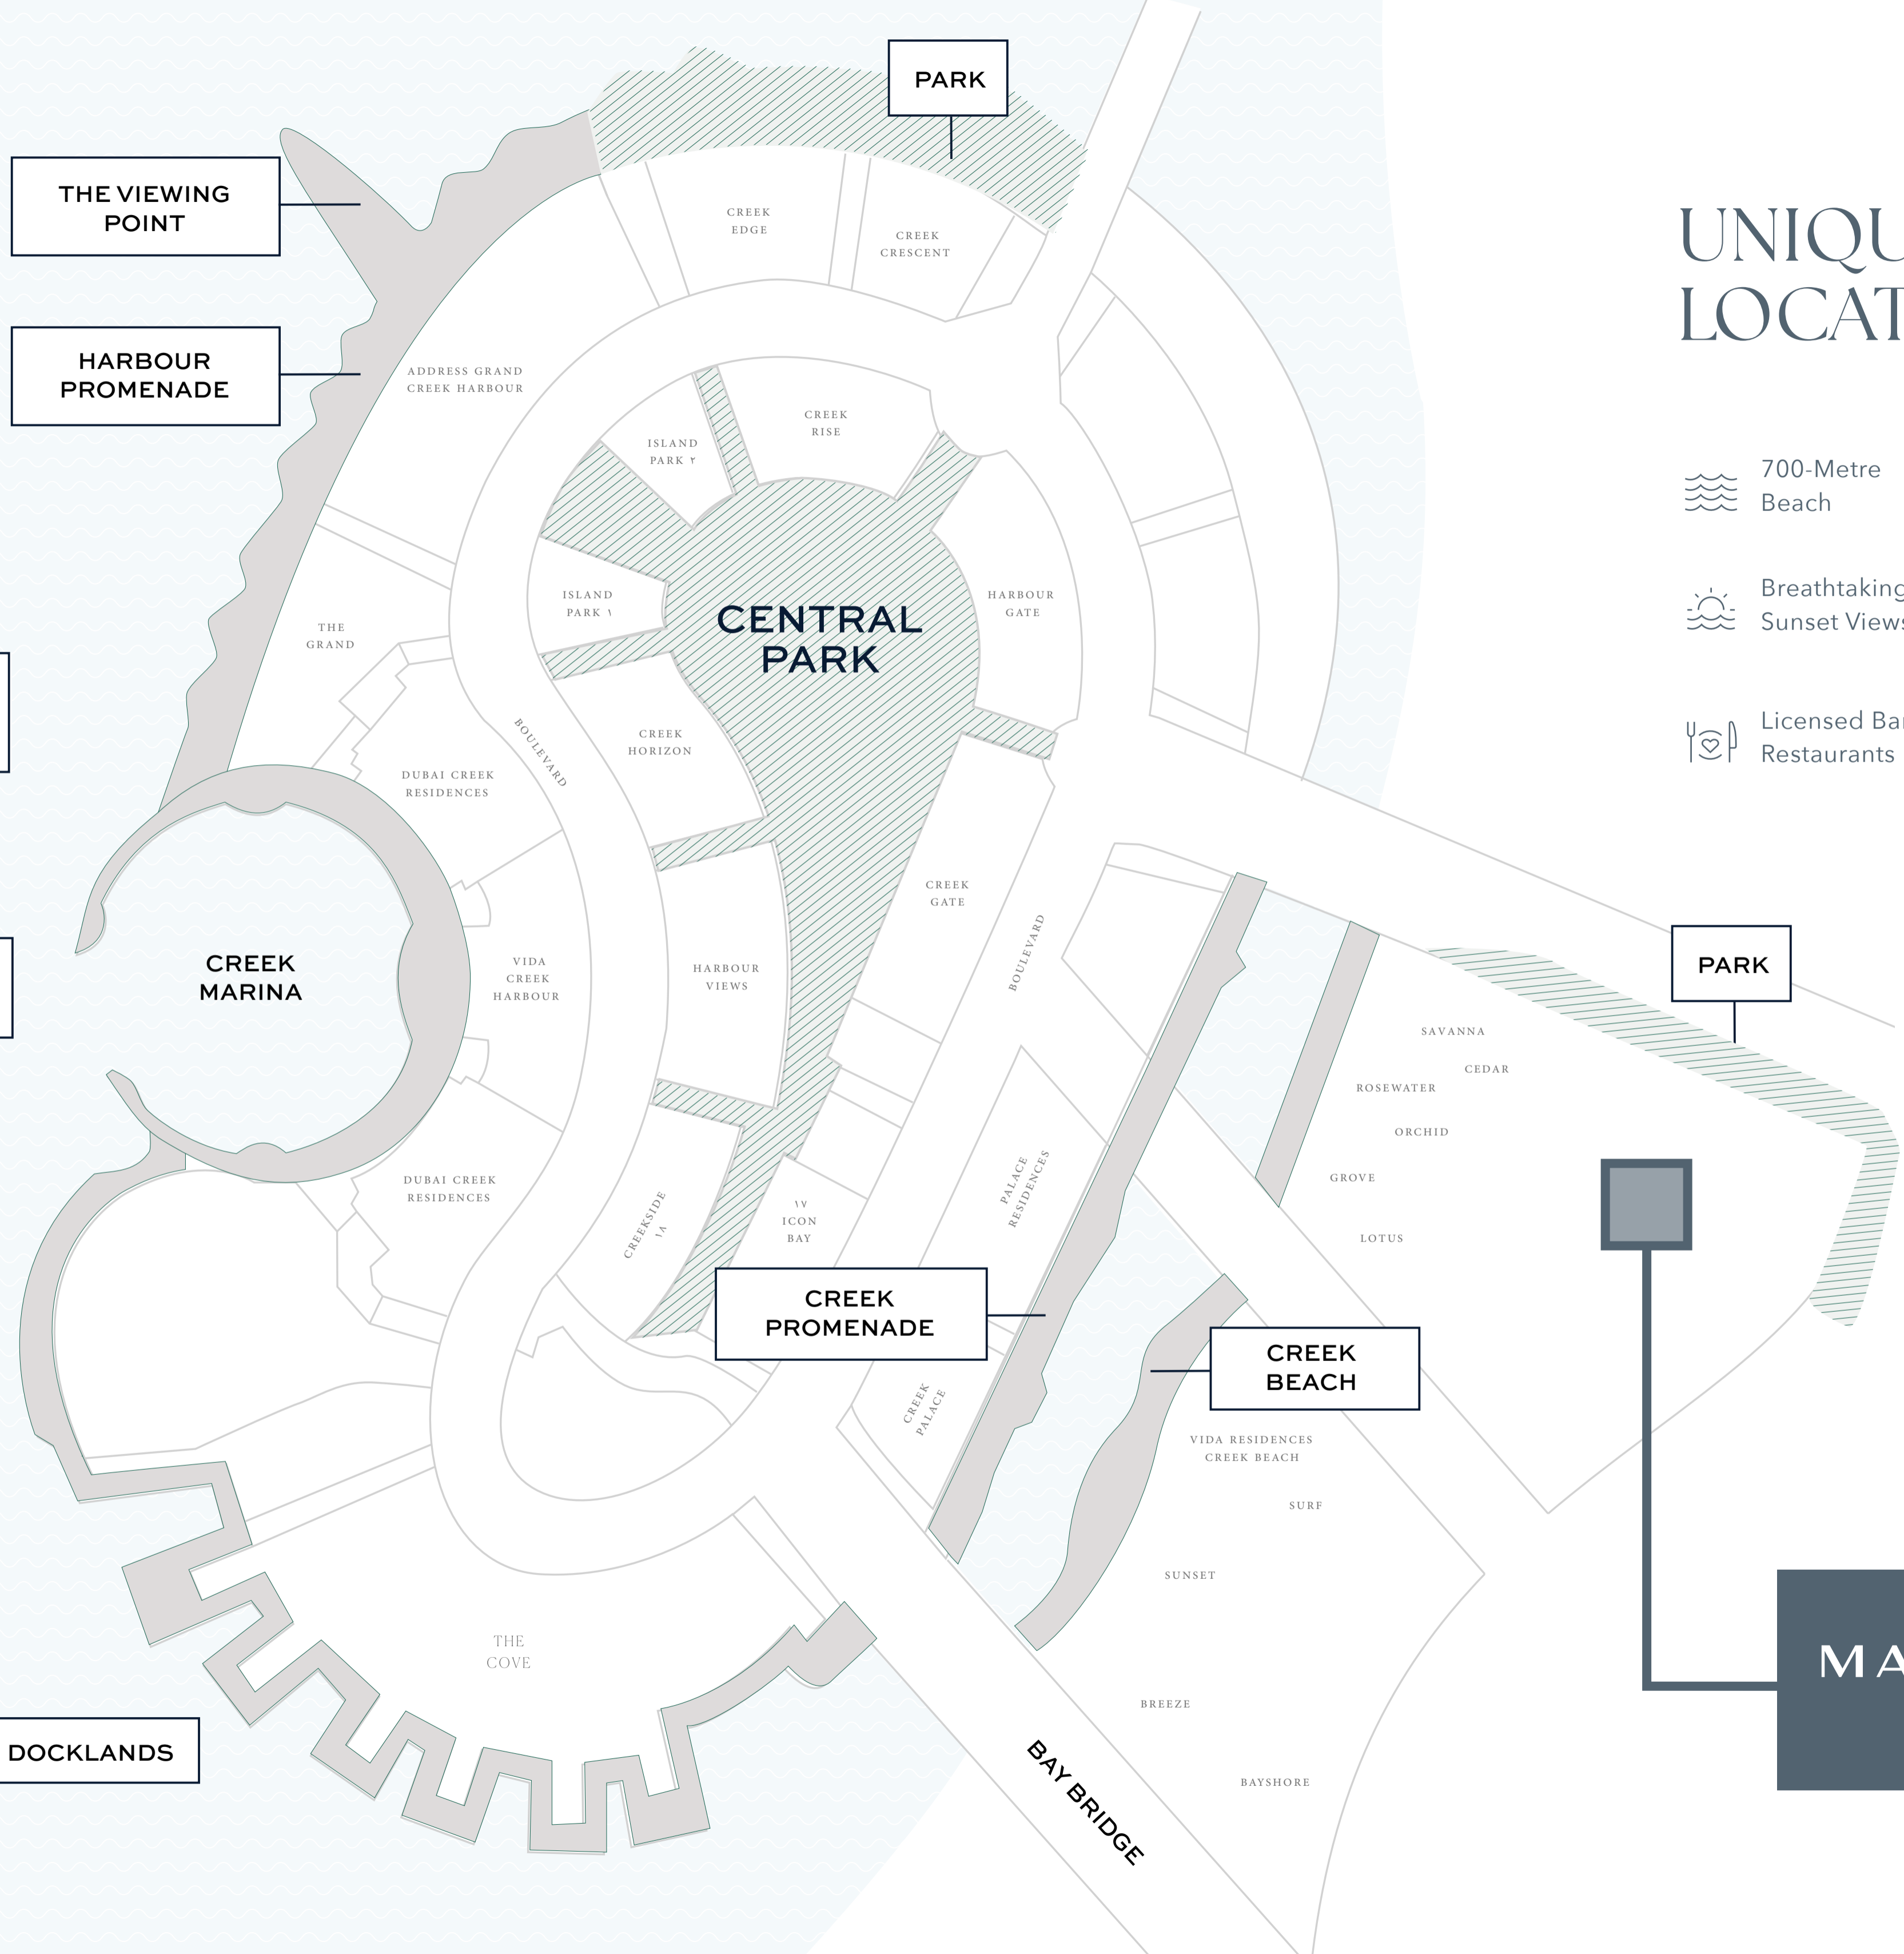 PARK
THE VIEWING
POINT
HARBOUR
PROMENADE
UNIQU
LOCAT
700-Metre
Beach
Breathtaking
Sunset Views
Licensed Ba
Restaurants
CREEK
EDGE
CREEK
CRESCENT
ADDRESS GRAND
CREEK HARBOUR
CREEK
RISE
ISLAND
PARK ٢
ISLAND
PARK ١
HARBOUR
GATE
CENTRAL
PARK
THE
GRAND
BOULEVARD
CREEK
HORIZON
DUBAI CREEK
RESIDENCES
CREEK
GATE
BOULEVARD
CREEK
MARINA
VIDA
CREEK
HARBOUR
HARBOUR
VIEWS
PARK
SAVANNA
CEDAR
ROSEWATER
ORCHID
GROVE
LOTUS
DUBAI CREEK
RESIDENCES
CREEKSIDE
١٨
١٧
ICON
BAY
PALACE
RESIDENCES
CREEK
PROMENADE
CREEK
BEACH
CREEK
PALACE
VIDA RESIDENCES
CREEK BEACH
SURF
SUNSET
THE
COVE
BREEZE
BAYSHORE
BAY BRIDGE
DOCKLANDS
MA